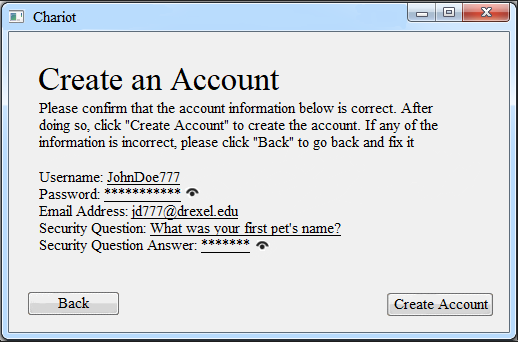 Chariot
Create an Account
Please confirm that the account information below is correct. After
doing so, click "Create Account" to create the account. If any of the
information is incorrect, please click "Back" to go back and fix it
Username: JohnDoe777
Password: ***********
Email Address: jd777@drexel.edu
Security Question: What was your first pet's name?
Security Question Answer: *******
Back
Create Account